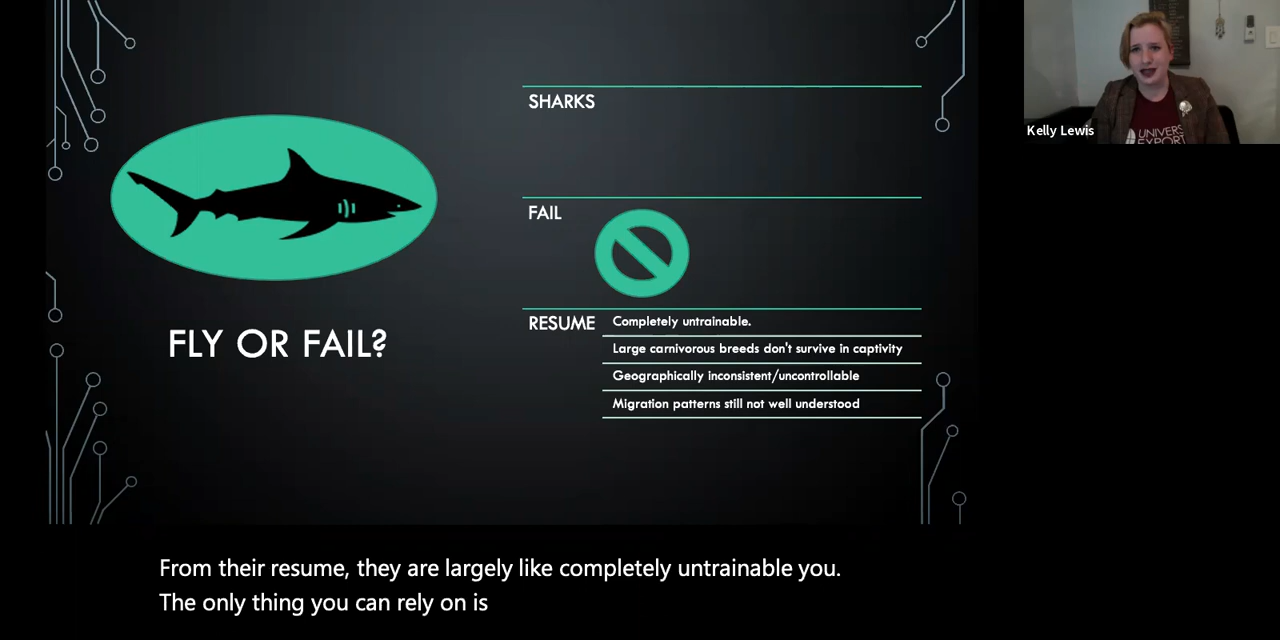 SHARKS
FAIL
RESUME
Completely untrainable.
Large carnivorous breeds don't survive in captivity
Geographically inconsistent/uncontrollable
Migration patterns still not well understood
FLY OR FAIL?
Kelly Lewis
UNIVERS
EXPORT
From their resume, they are largely like completely untrainable you.
The only thing you can rely on is